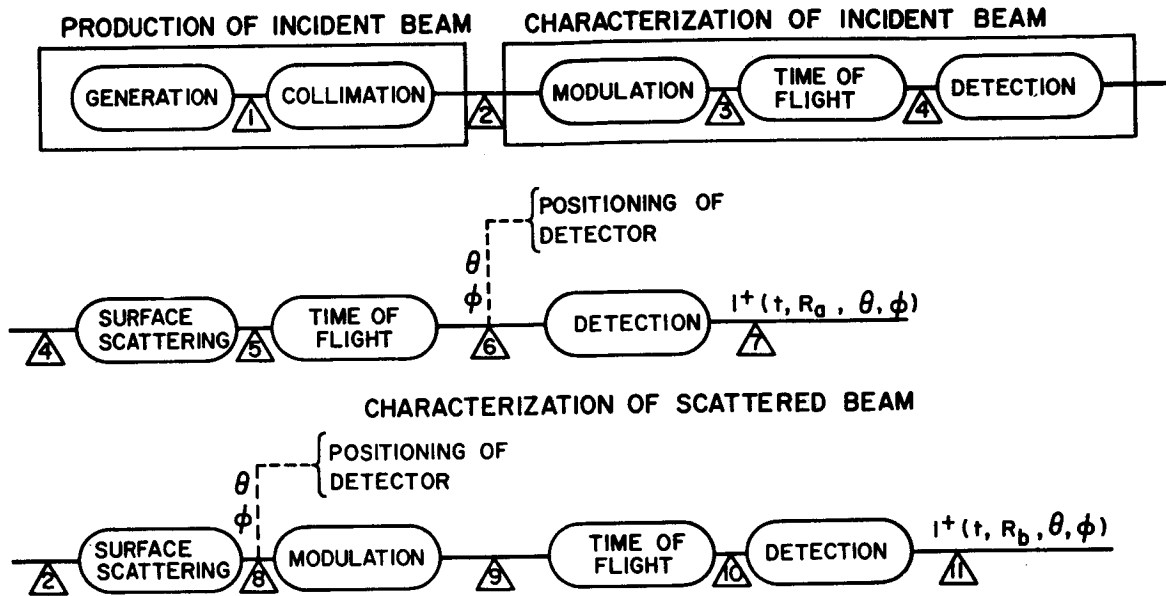 PRODUCTION OF INCIDENT BEAM
CHARACTERIZATION OF INCIDENT BEAM
GENERATION
1
COLLIMATION
2
MODULATION
3
TIME OF
FLIGHT
4
DETECTION
POSITIONING OF
DETECTOR
θ
ϕ
4
SURFACE
SCATTERING
5
TIME OF
FLIGHT
6
DETECTION
I⁺(t, Rₐ, θ, ϕ)
7
CHARACTERIZATION OF SCATTERED BEAM
POSITIONING OF
DETECTOR
θ
ϕ
2
SURFACE
SCATTERING
8
MODULATION
9
TIME OF
FLIGHT
10
DETECTION
I⁺(t, R_b, θ, ϕ)
11